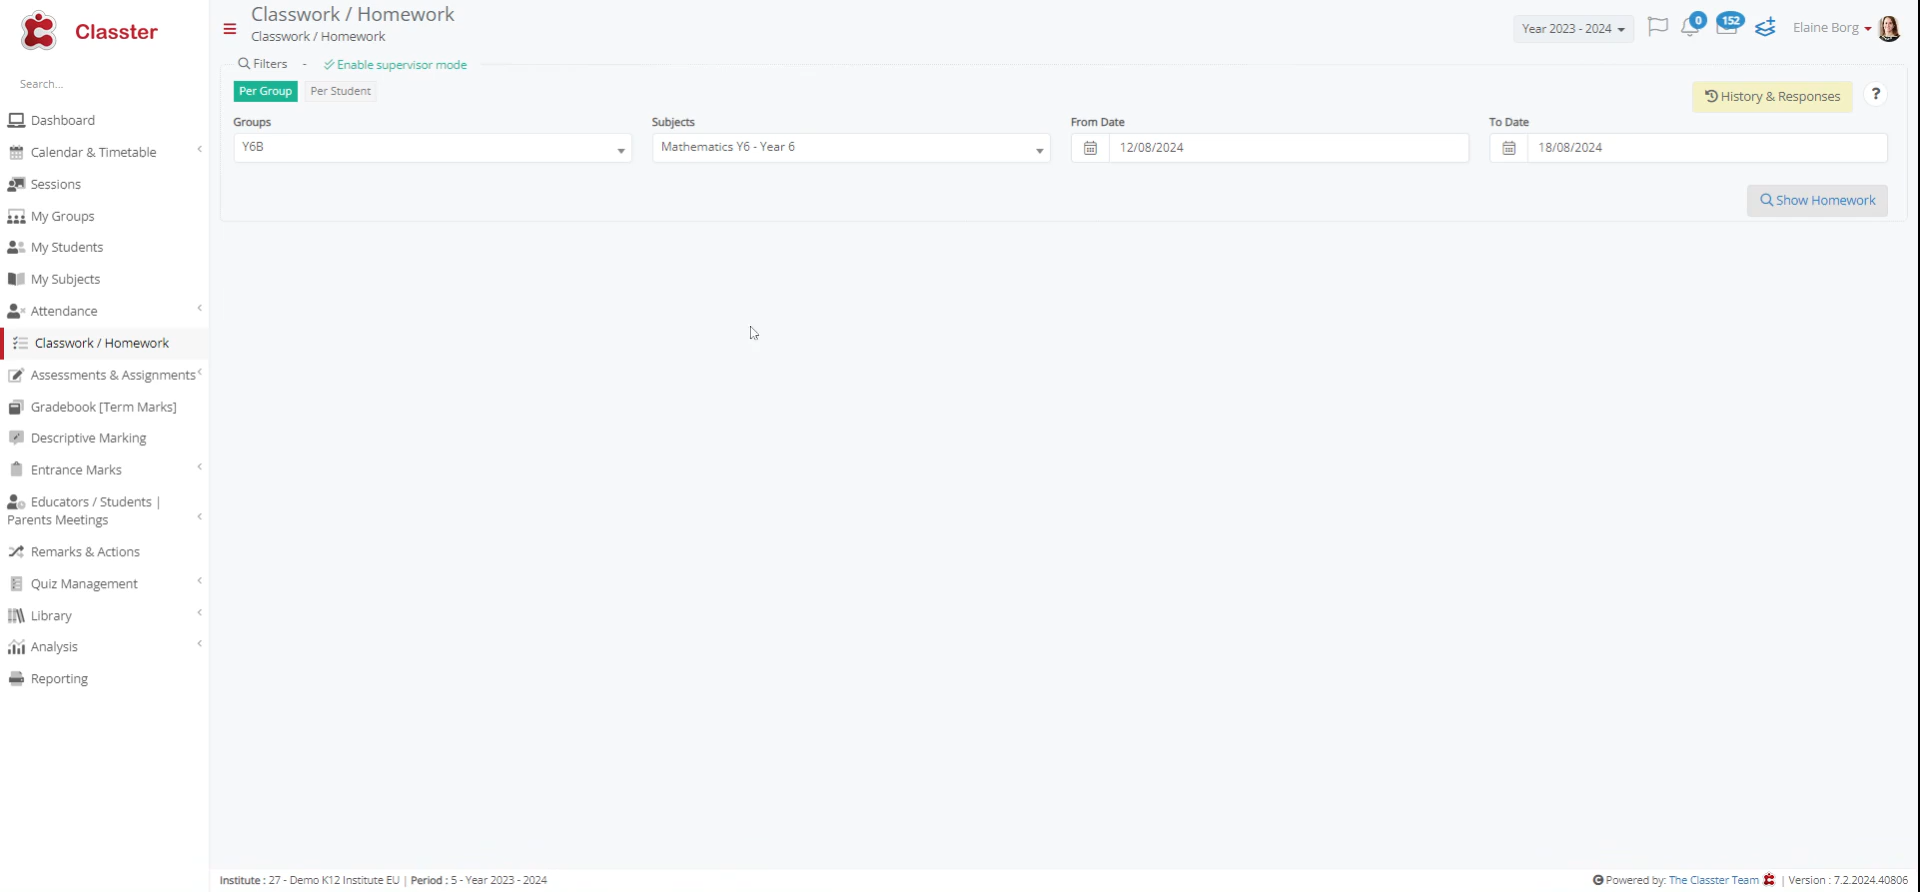 Classter
Search...
Dashboard
Calendar & Timetable
Sessions
My Groups
My Students
My Subjects
Attendance
Classwork / Homework
Assessments & Assignments
Gradebook [Term Marks]
Descriptive Marking
Entrance Marks
Educators / Students |
Parents Meetings
Remarks & Actions
Quiz Management
Library
Analysis
Reporting
Classwork / Homework
Classwork / Homework
Year 2023 - 2024
0
152
Elaine Borg
Filters - Enable supervisor mode
Per Group Per Student
History & Responses ?
Groups Subjects From Date To Date
Y6B Mathematics Y6 - Year 6 12/08/2024 18/08/2024
Show Homework
Institute : 27 - Demo K12 Institute EU | Period : 5 - Year 2023 - 2024
Powered by: The Classter Team | Version : 7.2.2024.40806